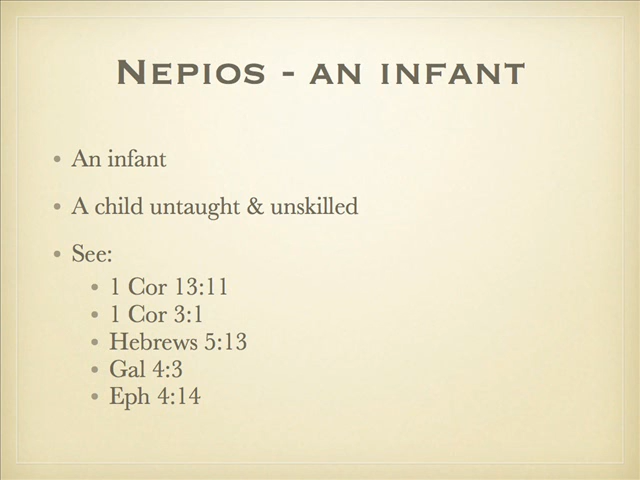 Nepios - an infant
• An infant
• A child untaught & unskilled
• See:
• 1 Cor 13:11
• 1 Cor 3:1
• Hebrews 5:13
• Gal 4:3
• Eph 4:14